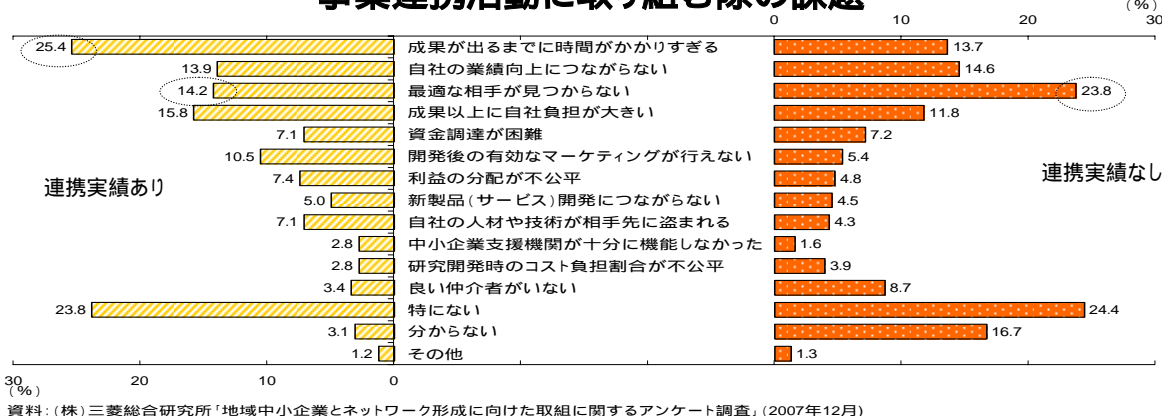 事業連携活動に取り組む際の課題
(%)
0 10 20 30
25.4 成果が出るまでに時間がかかりすぎる 13.7
13.9 自社の業績向上につながらない 14.6
14.2 最適な相手が見つからない 23.8
15.8 成果以上に自社負担が大きい 11.8
7.1 資金調達が困難 7.2
10.5 開発後の有効なマーケティングが行えない 5.4
連携実績あり 7.4 利益の分配が不公平 4.8 連携実績なし
5.0 新製品(サービス)開発につながらない 4.5
7.1 自社の人材や技術が相手先に盗まれる 4.3
2.8 中小企業支援機関が十分に機能しなかった 1.6
2.8 研究開発時のコスト負担割合が不公平 3.9
3.4 良い仲介者がいない 8.7
23.8 特にない 24.4
3.1 分からない 16.7
1.2 その他 1.3
30 20 10 0
(%)
資料:(株)三菱総合研究所「地域中小企業とネットワーク形成に向けた取組に関するアンケート調査」(2007年12月)